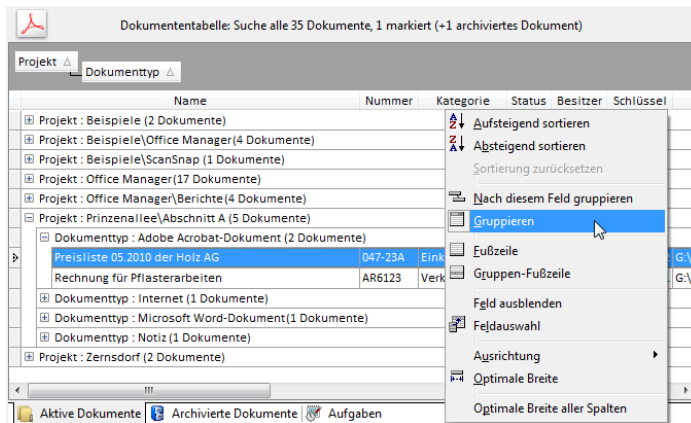 Dokumententabelle: Suche alle 35 Dokumente, 1 markiert (+1 archiviertes Dokument)
Projekt
Dokumenttyp
Name Nummer Kategorie Status Besitzer Schlüssel
Projekt : Beispiele (2 Dokumente)
Projekt : Beispiele\Office Manager(4 Dokumente)
Projekt : Beispiele\ScanSnap (1 Dokumente)
Projekt : Office Manager(17 Dokumente)
Projekt : Office Manager\Berichte(4 Dokumente)
Projekt : Prinzenallee\Abschnitt A (5 Dokumente)
Dokumenttyp : Adobe Acrobat-Dokument (2 Dokumente)
Preisliste 05.2010 der Holz AG 047-23A Eink G:\
Rechnung für Pflasterarbeiten AR6123 Verk G:\
Dokumenttyp : Internet (1 Dokumente)
Dokumenttyp : Microsoft Word-Dokument(1 Dokumente)
Dokumenttyp : Notiz (1 Dokumente)
Projekt : Zernsdorf (2 Dokumente)
Aufsteigend sortieren
Absteigend sortieren
Sortierung zurücksetzen
Nach diesem Feld gruppieren
Gruppieren
Fußzeile
Gruppen-Fußzeile
Feld ausblenden
Feldauswahl
Ausrichtung
Optimale Breite
Optimale Breite aller Spalten
Aktive Dokumente Archivierte Dokumente Aufgaben